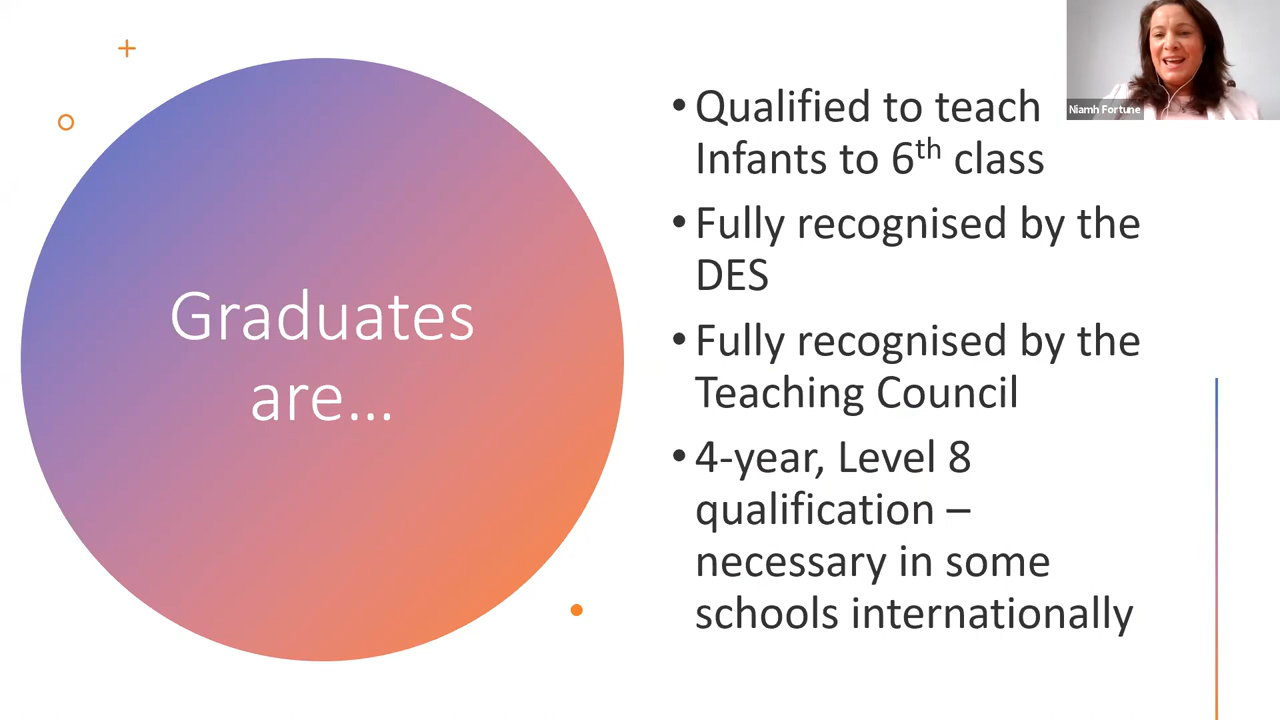 Graduates
are...
• Qualified to teach
Infants to 6th class
• Fully recognised by the
DES
• Fully recognised by the
Teaching Council
• 4-year, Level 8
qualification –
necessary in some
schools internationally
Niamh Fortune